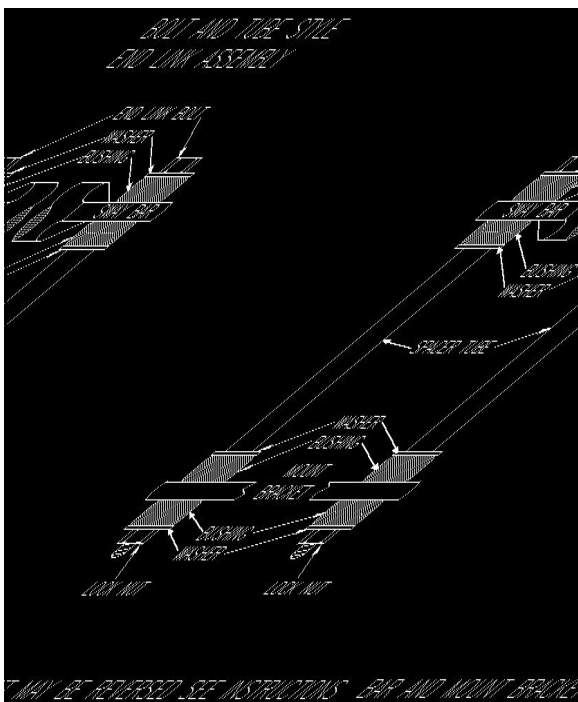 BOLT AND TUBE STYLE
END LINK ASSEMBLY
END LINK BOLT
WASHER
BUSHING
SWAY BAR
SWAY BAR
BUSHING
WASHER
SPACER TUBE
WASHER
BUSHING
MOUNT
BRACKET
BUSHING
WASHER
LOCK NUT
LOCK NUT
T MAY BE REVERSED SEE INSTRUCTIONS BAR AND MOUNT BRACKE